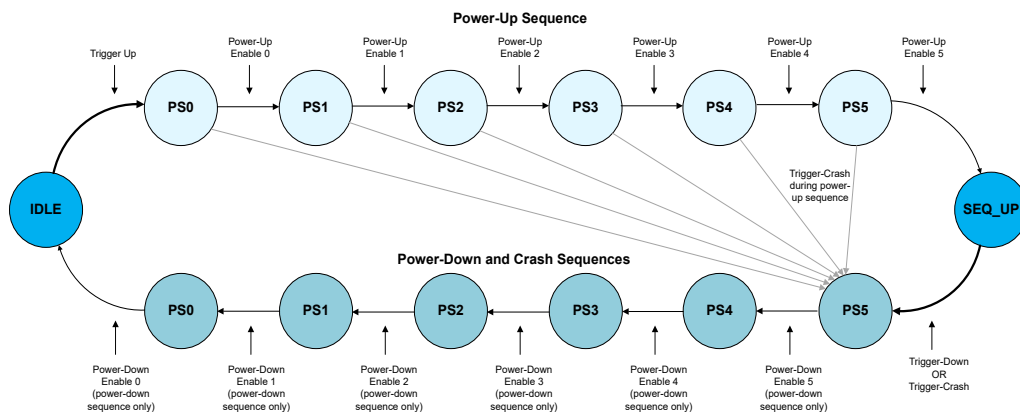 Power-Up Sequence
Trigger Up
Power-Up
Enable 0
Power-Up
Enable 1
Power-Up
Enable 2
Power-Up
Enable 3
Power-Up
Enable 4
Power-Up
Enable 5
PS0
PS1
PS2
PS3
PS4
PS5
Trigger-Crash
during power-
up sequence
IDLE
SEQ_UP
Power-Down and Crash Sequences
PS0
PS1
PS2
PS3
PS4
PS5
Power-Down
Enable 0
(power-down
sequence only)
Power-Down
Enable 1
(power-down
sequence only)
Power-Down
Enable 2
(power-down
sequence only)
Power-Down
Enable 3
(power-down
sequence only)
Power-Down
Enable 4
(power-down
sequence only)
Power-Down
Enable 5
(power-down
sequence only)
Trigger-Down
OR
Trigger-Crash